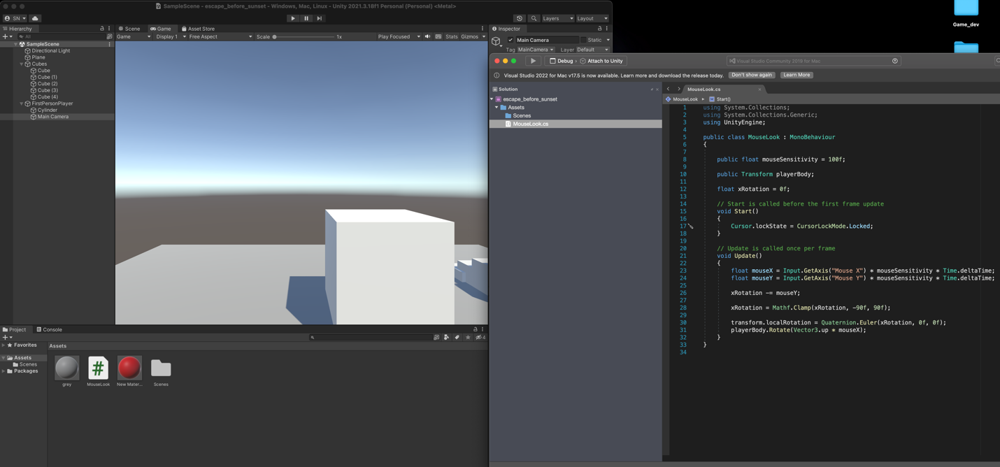 SampleScene - escape_before_sunset - Windows, Mac, Linux - Unity 2021.3.18f1 Personal (Personal) <Metal>
SN
Layers
Layout
Hierarchy
All
SampleScene
Directional Light
Plane
Cubes
Cube
Cube (1)
Cube (2)
Cube (3)
Cube (4)
FirstPersonPlayer
Cylinder
Main Camera
Scene
Game
Asset Store
Game
Display 1
Free Aspect
Scale
1x
Play Focused
Stats
Gizmos
Inspector
Main Camera
Static
Tag MainCamera
Layer Default
Project
Console
4
Favorites
Assets
Scenes
Packages
Assets
grey
MouseLook
New Mater...
Scenes
Game_dev
Debug
Attach to Unity
Visual Studio Community 2019 for Mac
Visual Studio 2022 for Mac v17.5 is now available. Learn more and download the release today.
Don't show again
Learn More
Solution
escape_before_sunset
Assets
Scenes
MouseLook.cs
MouseLook.cs
MouseLook
Start()
1 using System.Collections;
2 using System.Collections.Generic;
3 using UnityEngine;
4
5 public class MouseLook : MonoBehaviour
6 {
7
8 public float mouseSensitivity = 100f;
9
10 public Transform playerBody;
11
12 float xRotation = 0f;
13
14 // Start is called before the first frame update
15 void Start()
16 {
17 Cursor.lockState = CursorLockMode.Locked;
18 }
19
20 // Update is called once per frame
21 void Update()
22 {
23 float mouseX = Input.GetAxis("Mouse X") * mouseSensitivity * Time.deltaTime;
24 float mouseY = Input.GetAxis("Mouse Y") * mouseSensitivity * Time.deltaTime;
25
26 xRotation -= mouseY;
27
28 xRotation = Mathf.Clamp(xRotation, -90f, 90f);
29
30 transform.localRotation = Quaternion.Euler(xRotation, 0f, 0f);
31 playerBody.Rotate(Vector3.up * mouseX);
32 }
33 }
34